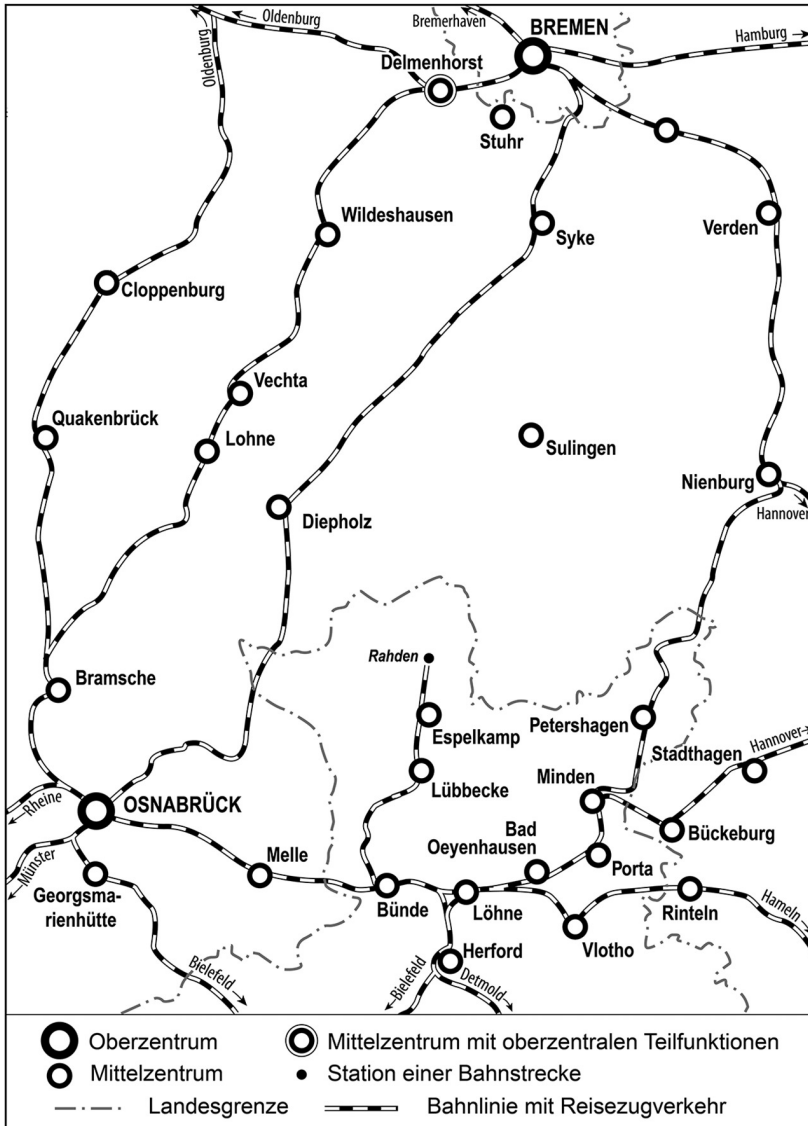 Oldenburg
Bremerhaven
BREMEN
Hamburg
Oldenburg
Delmenhorst
Stuhr
Wildeshausen
Syke
Verden
Cloppenburg
Vechta
Quakenbrück
Lohne
Sulingen
Nienburg
Diepholz
Hannover
Rahden
Bramsche
Espelkamp
Petershagen
Stadthagen
Hannover
Minden
Lübbecke
Rheine
OSNABRÜCK
Bad
Oeyenhausen
Bückeburg
Münster
Melle
Porta
Georgsma-
rienhütte
Bünde
Löhne
Rinteln
Hameln
Vlotho
Herford
Bielefeld
Bielefeld
Detmold
Oberzentrum
Mittelzentrum mit oberzentralen Teilfunktionen
Mittelzentrum
Station einer Bahnstrecke
Landesgrenze
Bahnlinie mit Reisezugverkehr